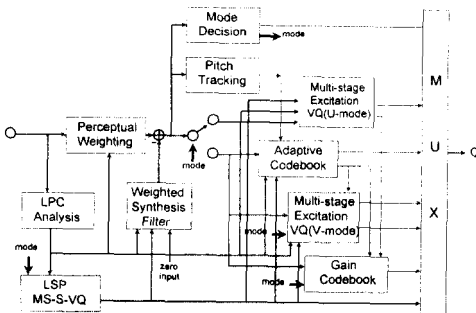 Mode
Decision
mode
Pitch
Tracking
M
Multi-stage
Excitation
VQ(U-mode)
Perceptual
Weighting
mode
Adaptive
Codebook
U
LPC
Analysis
Weighted
Synthesis
Filter
Multi-stage
Excitation
VQ(V-mode)
mode
X
mode
zero
input
LSP
MS-S-VQ
mode
Gain
Codebook